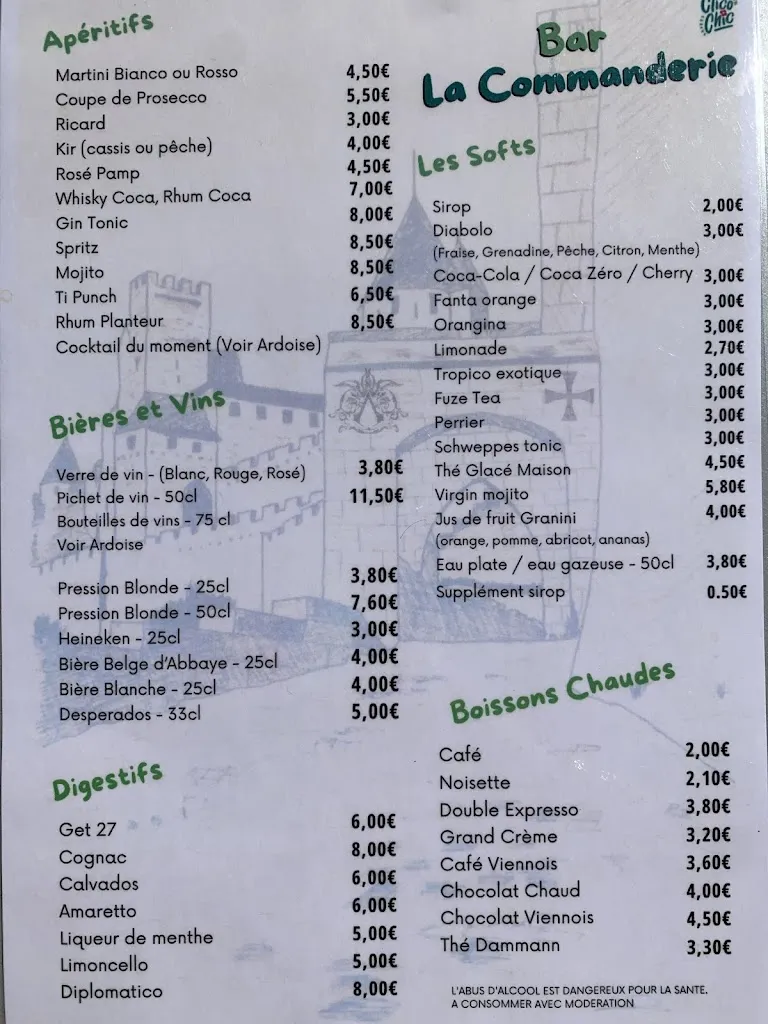 Apéritifs
Martini Bianco ou Rosso 4,50€
Coupe de Prosecco 5,50€
Ricard 3,00€
Kir (cassis ou pêche) 4,00€
Rosé Pamp 4,50€
Whisky Coca, Rhum Coca 7,00€
Gin Tonic 8,00€
Spritz 8,50€
Mojito 8,50€
Ti Punch 6,50€
Rhum Planteur 8,50€
Cocktail du moment (Voir Ardoise)
Bières et Vins
Verre de vin - (Blanc, Rouge, Rosé) 3,80€
Pichet de vin - 50cl 11,50€
Bouteilles de vins - 75 cl
Voir Ardoise
Pression Blonde - 25cl 3,80€
Pression Blonde - 50cl 7,60€
Heineken - 25cl 3,00€
Bière Belge d'Abbaye - 25cl 4,00€
Bière Blanche - 25cl 4,00€
Desperados - 33cl 5,00€
Digestifs
Get 27 6,00€
Cognac 8,00€
Calvados 6,00€
Amaretto 6,00€
Liqueur de menthe 5,00€
Limoncello 5,00€
Diplomatico 8,00€
Clico
Chic
Bar
La Commanderie
Les Softs
Sirop 2,00€
Diabolo 3,00€
(Fraise, Grenadine, Pêche, Citron, Menthe)
Coca-Cola / Coca Zéro / Cherry 3,00€
Fanta orange 3,00€
Orangina 3,00€
Limonade 2,70€
Tropico exotique 3,00€
Fuze Tea 3,00€
Perrier 3,00€
Schweppes tonic 3,00€
Thé Glacé Maison 4,50€
Virgin mojito 5,80€
Jus de fruit Granini 4,00€
(orange, pomme, abricot, ananas)
Eau plate / eau gazeuse - 50cl 3,80€
Supplément sirop 0.50€
Boissons Chaudes
Café 2,00€
Noisette 2,10€
Double Expresso 3,80€
Grand Crème 3,20€
Café Viennois 3,60€
Chocolat Chaud 4,00€
Chocolat Viennois 4,50€
Thé Dammann 3,30€
L'ABUS D'ALCOOL EST DANGEREUX POUR LA SANTE.
A CONSOMMER AVEC MODERATION